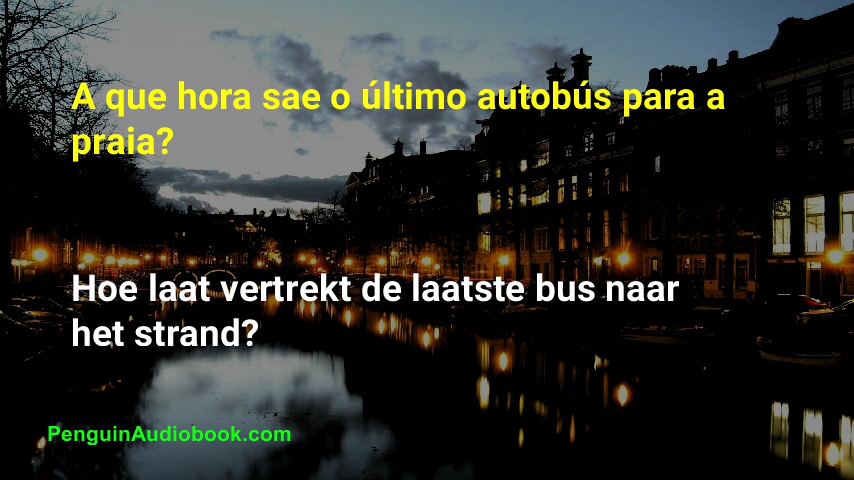 A que hora sae o último autobús para a
praia?
Hoe laat vertrekt de laatste bus naar
het strand?
PenguinAudiobook.com